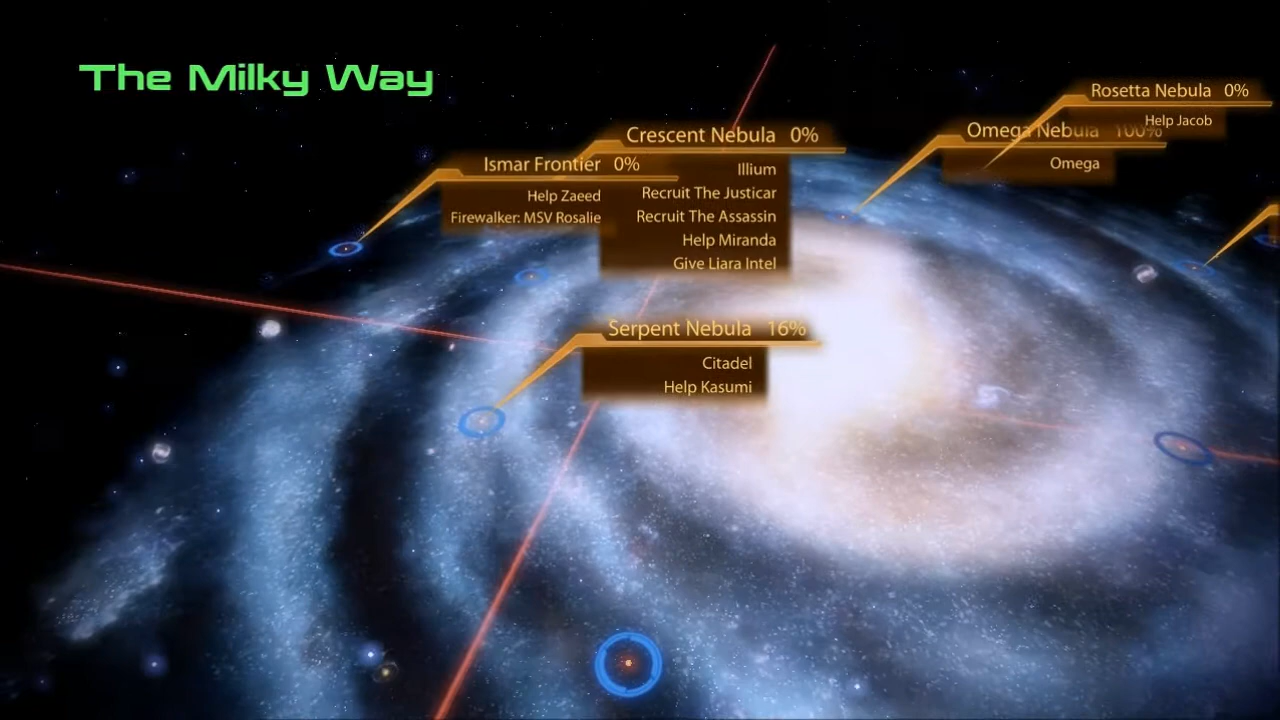 The Milky Way
Rosetta Nebula 0%
Help Jacob
Omega Nebula 100%
Omega
Crescent Nebula 0%
Illium
Recruit The Justicar
Recruit The Assassin
Help Miranda
Give Liara Intel
Ismar Frontier 0%
Help Zaeed
Firewalker: MSV Rosalie
Serpent Nebula 16%
Citadel
Help Kasumi